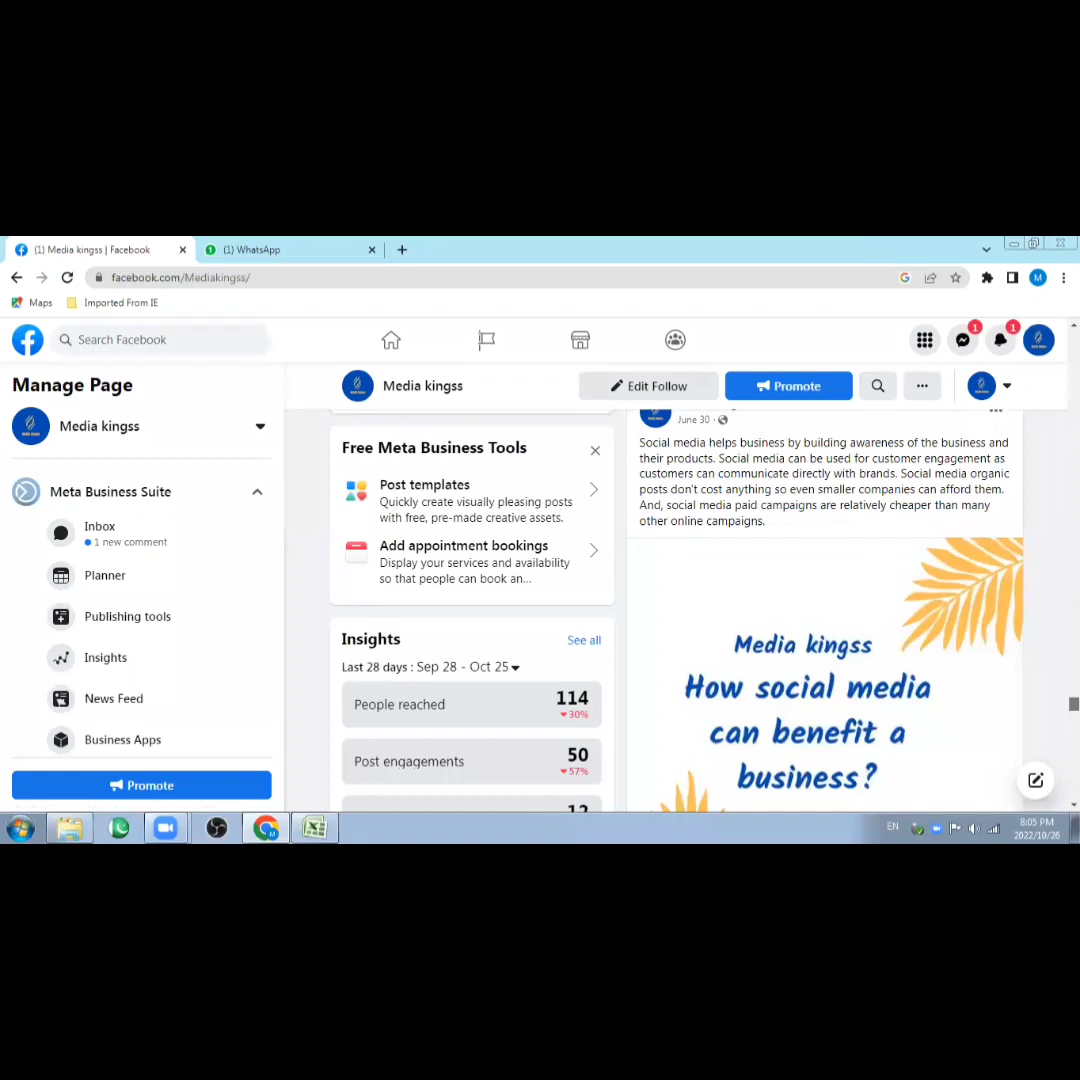 (1) Media kingss | Facebook
(1) WhatsApp
facebook.com/Mediakingss/
Maps
Imported From IE
M
Search Facebook
1
1
Manage Page
Media kingss
Edit Follow
Promote
Media kingss
Meta Business Suite
Inbox
1 new comment
Planner
Publishing tools
Insights
News Feed
Business Apps
Promote
Free Meta Business Tools
Post templates
Quickly create visually pleasing posts
with free, pre-made creative assets.
Add appointment bookings
Display your services and availability
so that people can book an...
Insights
See all
Last 28 days : Sep 28 - Oct 25
People reached
114
30%
Post engagements
50
57%
12
June 30
Social media helps business by building awareness of the business and
their products. Social media can be used for customer engagement as
customers can communicate directly with brands. Social media organic
posts don't cost anything so even smaller companies can afford them.
And, social media paid campaigns are relatively cheaper than many
other online campaigns.
Media kingss
How social media
can benefit a
business?
EN
8:05 PM
2022/10/26